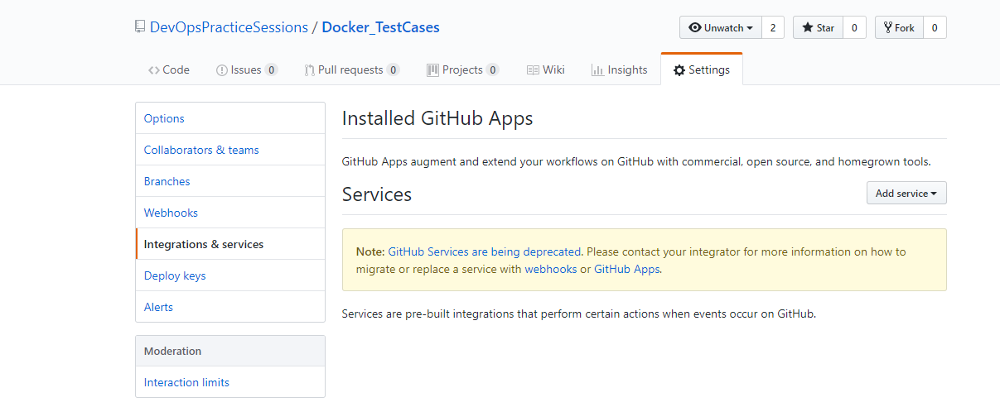 DevOpsPracticeSessions / Docker_TestCases
Unwatch 2 Star 0 Fork 0
Code Issues 0 Pull requests 0 Projects 0 Wiki Insights Settings
Options
Collaborators & teams
Branches
Webhooks
Integrations & services
Deploy keys
Alerts
Moderation
Interaction limits
Installed GitHub Apps
GitHub Apps augment and extend your workflows on GitHub with commercial, open source, and homegrown tools.
Services
Add service
Note: GitHub Services are being deprecated. Please contact your integrator for more information on how to
migrate or replace a service with webhooks or GitHub Apps.
Services are pre-built integrations that perform certain actions when events occur on GitHub.